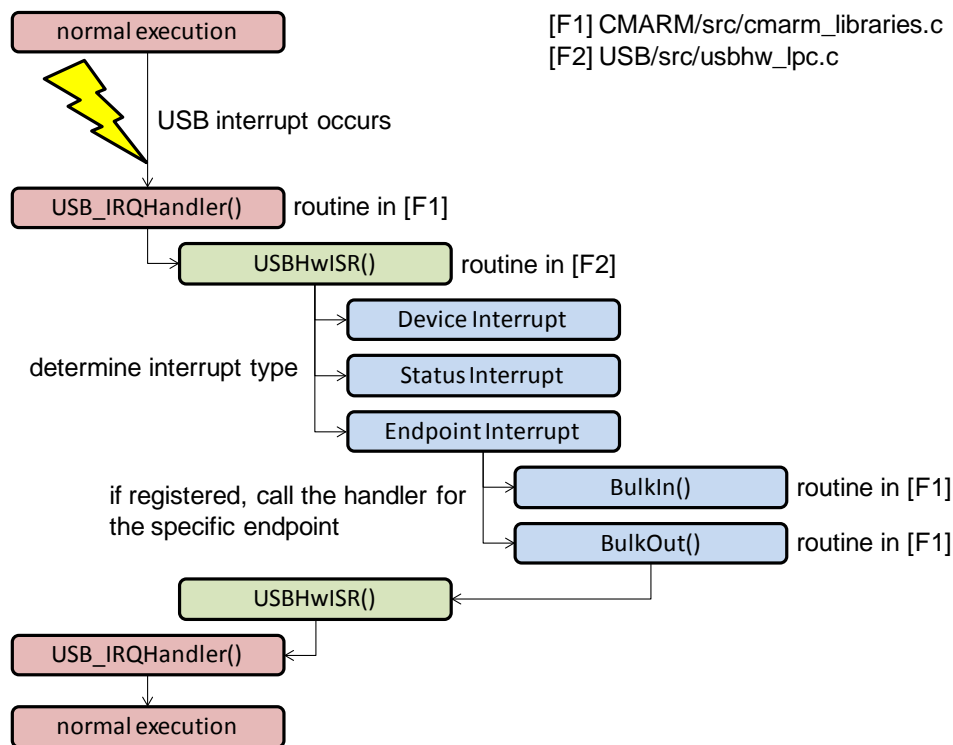 normal execution
[F1] CMARM/src/cmarm_libraries.c
[F2] USB/src/usbhw_lpc.c
USB interrupt occurs
USB_IRQHandler()
routine in [F1]
USBHwISR()
routine in [F2]
Device Interrupt
determine interrupt type
Status Interrupt
Endpoint Interrupt
if registered, call the handler for
the specific endpoint
BulkIn()
routine in [F1]
BulkOut()
routine in [F1]
USBHwISR()
USB_IRQHandler()
normal execution